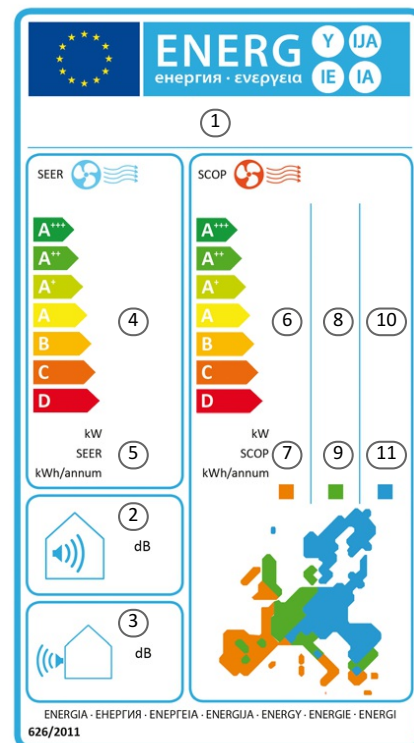 ENERG Y IJA
енергия · ενεργεια IE IA
1
SEER
SCOP
A+++
A++
A+
A
B
C
D
4
kW
SEER 5
kWh/annum
A+++
A++
A+
A
B
C
D
6 8 10
kW
SCOP 7 9 11
kWh/annum
2
dB
3
dB
ENERGIA · ЕНЕРГИЯ · ΕΝΕΡΓΕΙΑ · ENERGIJA · ENERGY · ENERGIE · ENERGI
626/2011